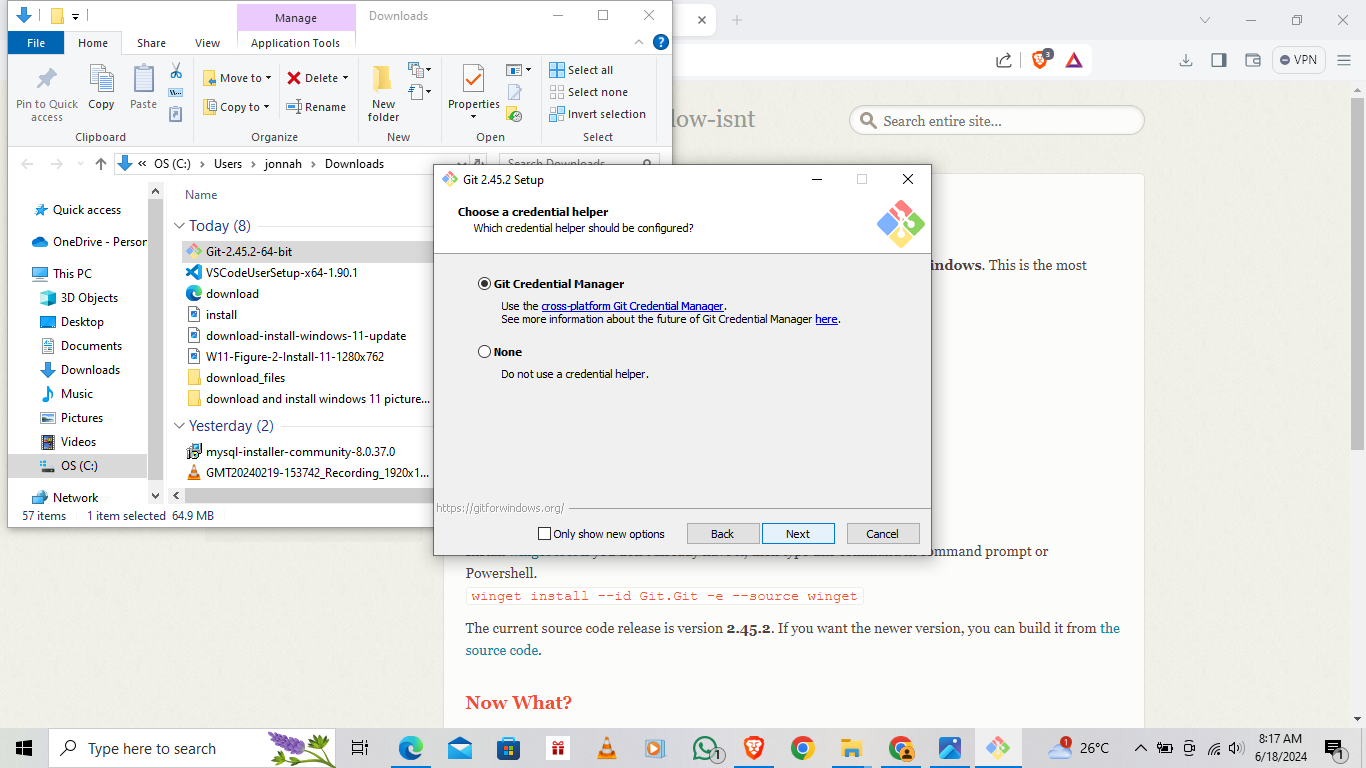 Manage
Downloads
File
Home
Share
View
Application Tools
Pin to Quick access
Copy
Paste
Move to
Copy to
Delete
Rename
New folder
Properties
Select all
Select none
Invert selection
Clipboard
Organize
New
Open
Select
« OS (C:) > Users > jonnah > Downloads
Search Downloads
Quick access
OneDrive - Person
This PC
3D Objects
Desktop
Documents
Downloads
Music
Pictures
Videos
OS (C:)
Network
Name
Today (8)
Git-2.45.2-64-bit
VSCodeUserSetup-x64-1.90.1
download
install
download-install-windows-11-update
W11-Figure-2-Install-11-1280x762
download_files
download and install windows 11 picture...
Yesterday (2)
mysql-installer-community-8.0.37.0
GMT20240219-153742_Recording_1920x1...
57 items
1 item selected 64.9 MB
3
VPN
low-isnt
Search entire site...
indows. This is the most
Git 2.45.2 Setup
Choose a credential helper
Which credential helper should be configured?
Git Credential Manager
Use the cross-platform Git Credential Manager.
See more information about the future of Git Credential Manager here.
None
Do not use a credential helper.
https://gitforwindows.org/
Only show new options
Back
Next
Cancel
command prompt or
Powershell.
winget install --id Git.Git -e --source winget
The current source code release is version 2.45.2. If you want the newer version, you can build it from the
source code.
Now What?
Type here to search
1
1
26°C
8:17 AM
6/18/2024
1